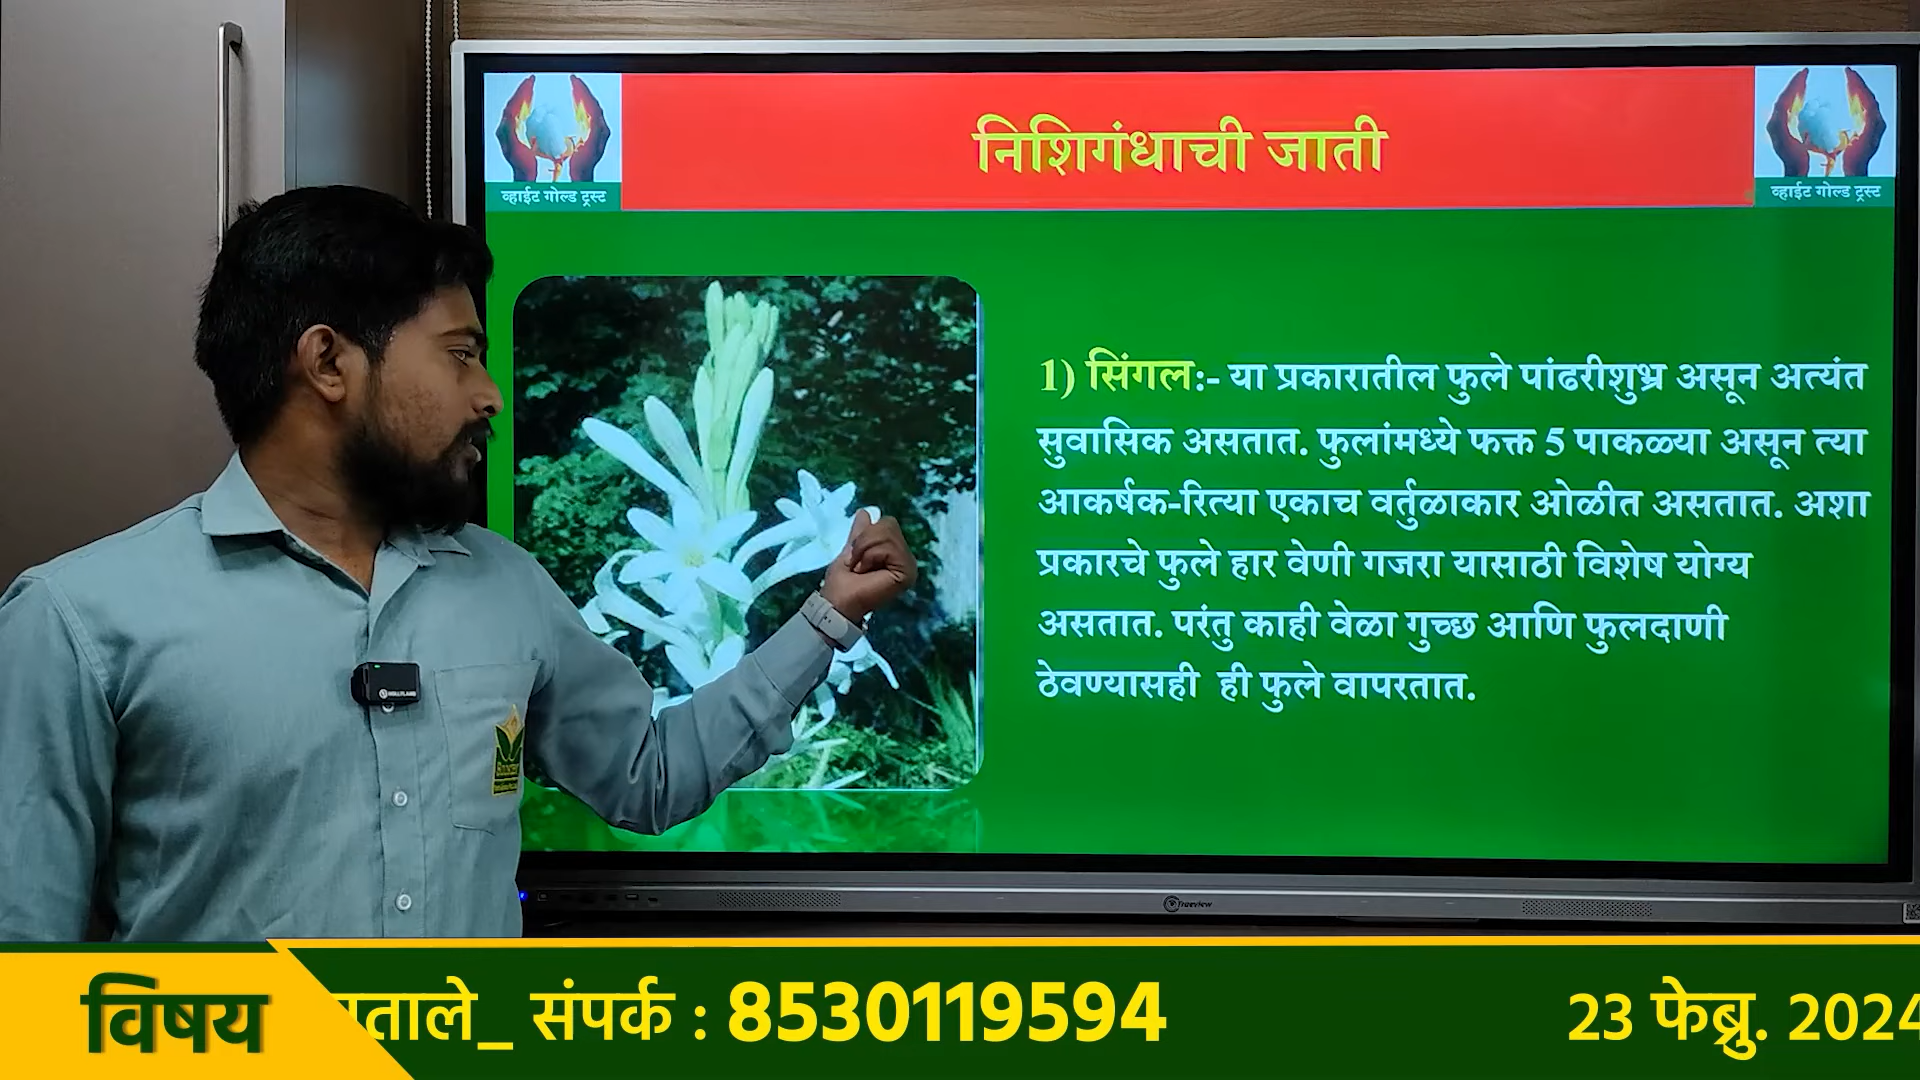 निशिगंधाची जाती
व्हाईट गोल्ड ट्रस्ट
व्हाईट गोल्ड ट्रस्ट
1) सिंगल:- या प्रकारातील फुले पांढरीशुभ्र असून अत्यंत
सुवासिक असतात. फुलांमध्ये फक्त 5 पाकळ्या असून त्या
आकर्षक-रित्या एकाच वर्तुळाकार ओळीत असतात. अशा
प्रकारचे फुले हार वेणी गजरा यासाठी विशेष योग्य
असतात. परंतु काही वेळा गुच्छ आणि फुलदाणी
ठेवण्यासही ही फुले वापरतात.
Treeview
विषय
ताले_ संपर्क : 8530119594
23 फेब्रु. 2024